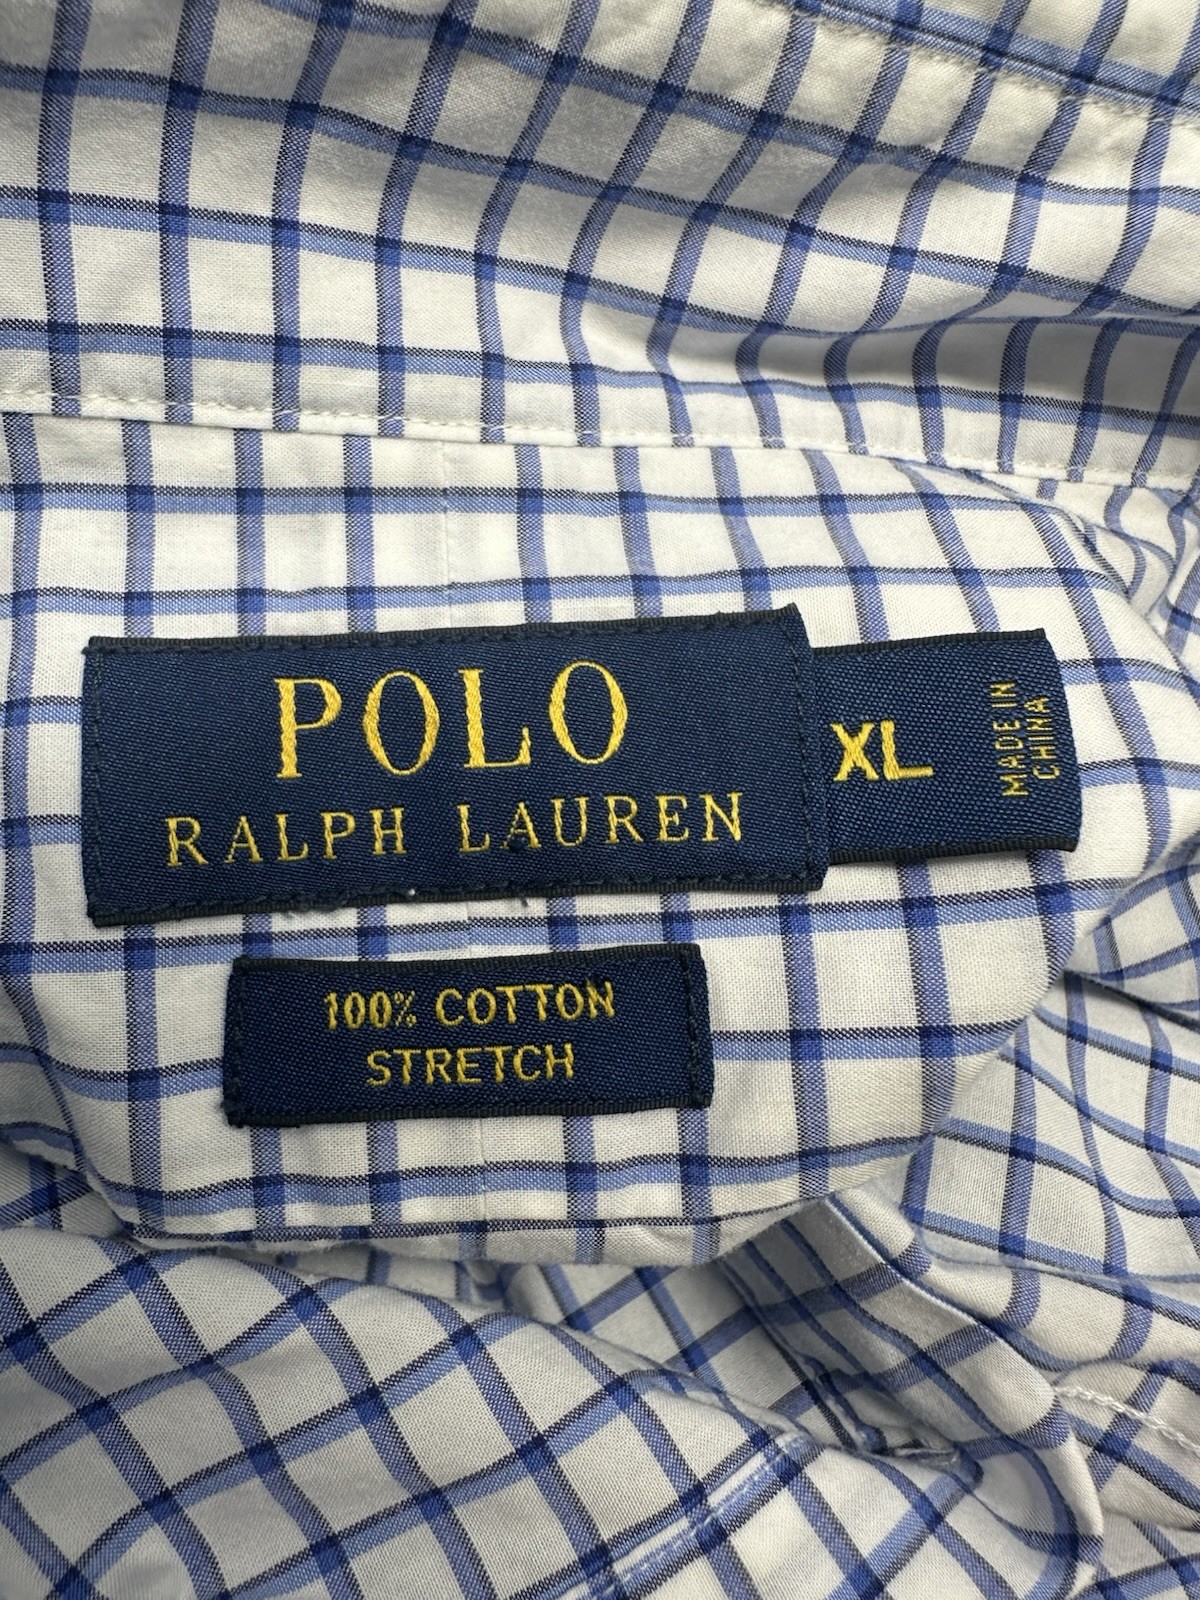 POLO
RALPH LAUREN
XL
MADE IN
CHINA
100% COTTON
STRETCH